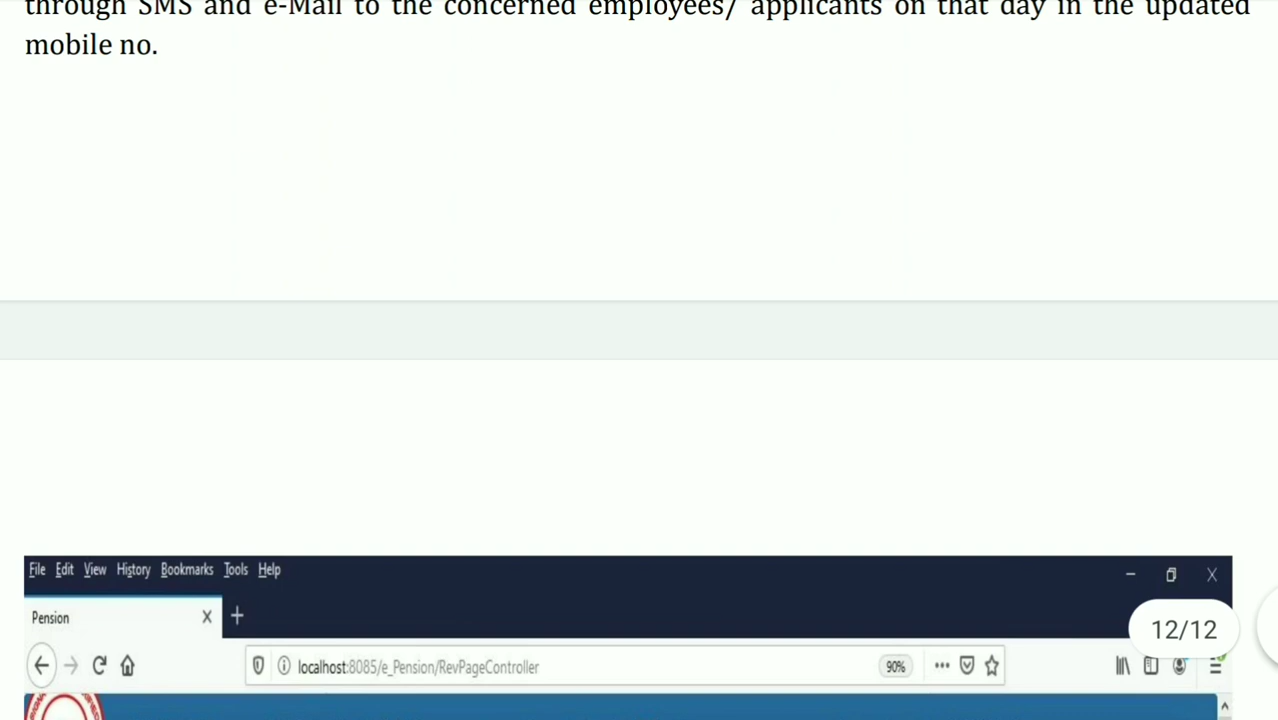 through SMS and e-Mail to the concerned employees/ applicants on that day in the updated
mobile no.
File Edit View History Bookmarks Tools Help
Pension X +
12/12
localhost:8085/e_Pension/RevPageController 90%